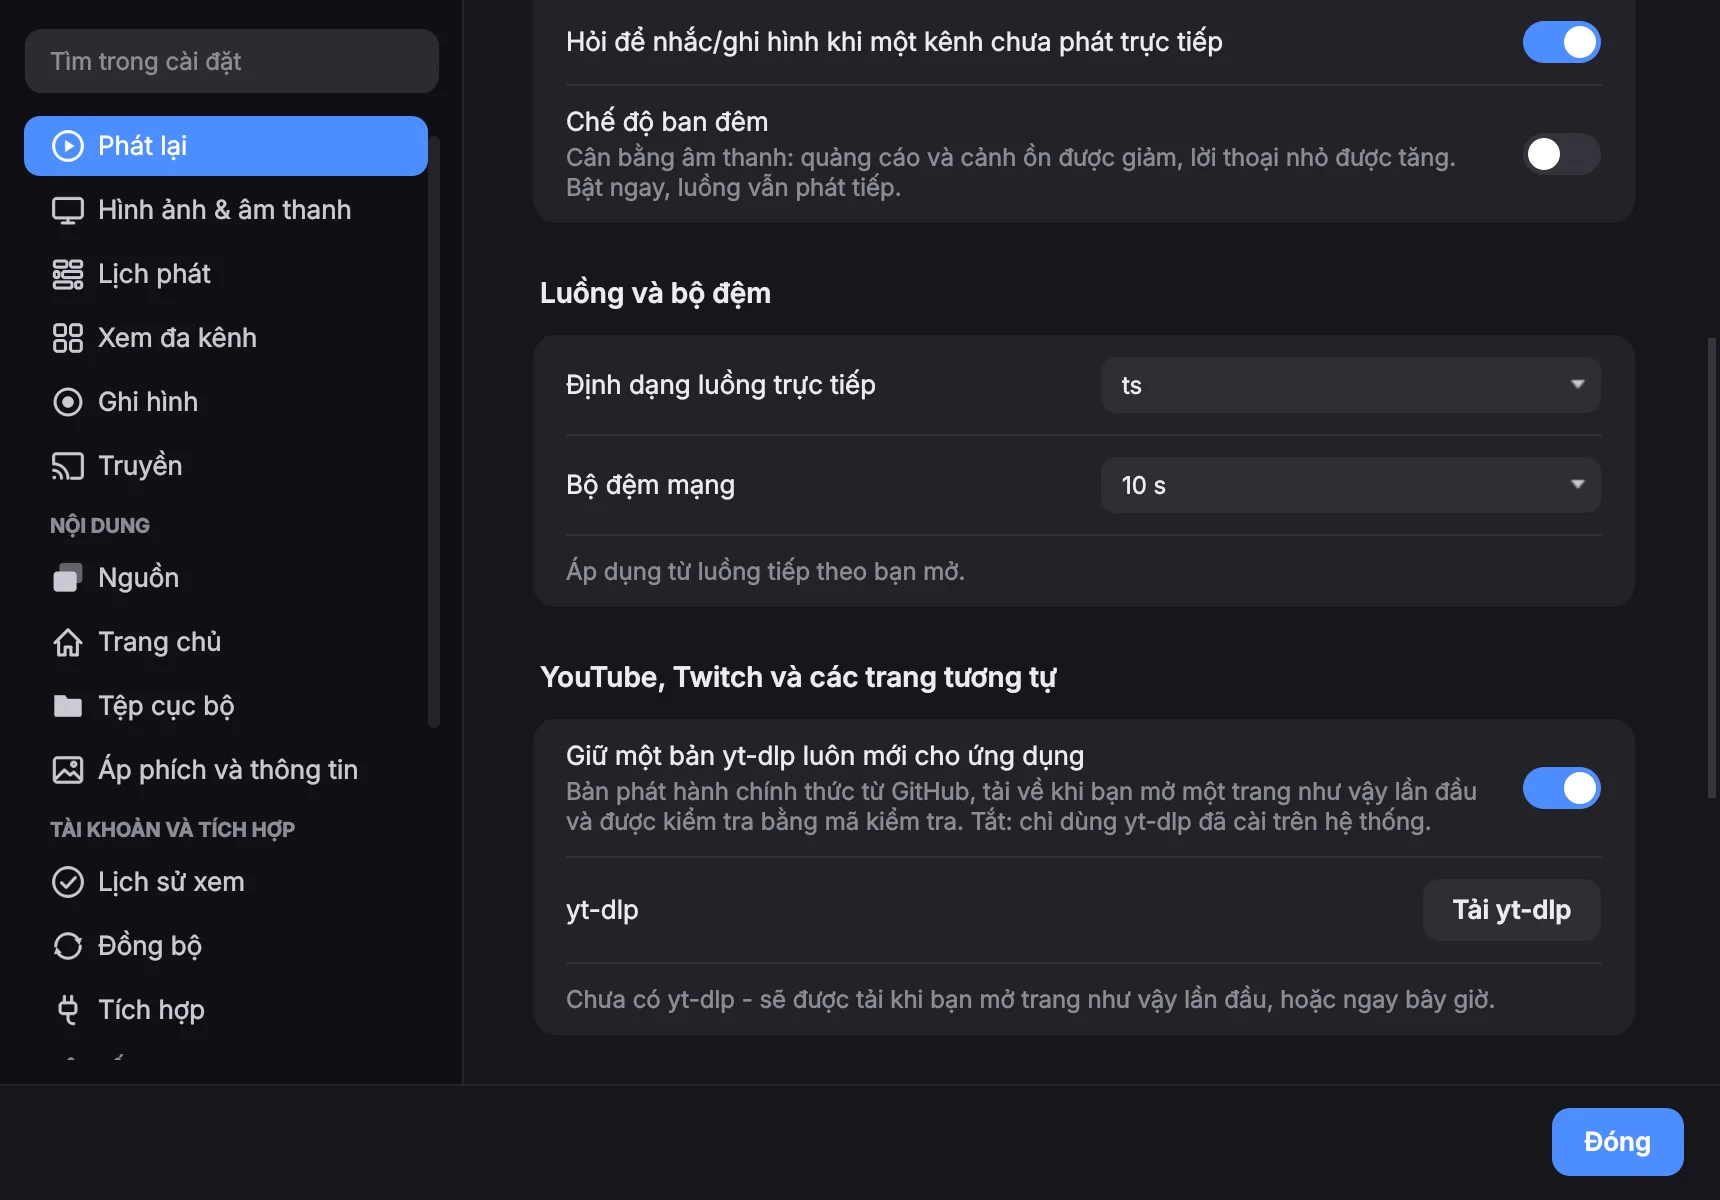 Tìm trong cài đặt
Phát lại
Hình ảnh & âm thanh
Lịch phát
Xem đa kênh
Ghi hình
Truyền
NỘI DUNG
Nguồn
Trang chủ
Tệp cục bộ
Áp phích và thông tin
TÀI KHOẢN VÀ TÍCH HỢP
Lịch sử xem
Đồng bộ
Tích hợp
Hỏi để nhắc/ghi hình khi một kênh chưa phát trực tiếp
Chế độ ban đêm
Cân bằng âm thanh: quảng cáo và cảnh ồn được giảm, lời thoại nhỏ được tăng.
Bật ngay, luồng vẫn phát tiếp.
Luồng và bộ đệm
Định dạng luồng trực tiếp
ts
Bộ đệm mạng
10 s
Áp dụng từ luồng tiếp theo bạn mở.
YouTube, Twitch và các trang tương tự
Giữ một bản yt-dlp luôn mới cho ứng dụng
Bản phát hành chính thức từ GitHub, tải về khi bạn mở một trang như vậy lần đầu
và được kiểm tra bằng mã kiểm tra. Tắt: chỉ dùng yt-dlp đã cài trên hệ thống.
yt-dlp
Tải yt-dlp
Chưa có yt-dlp - sẽ được tải khi bạn mở trang như vậy lần đầu, hoặc ngay bây giờ.
Đóng